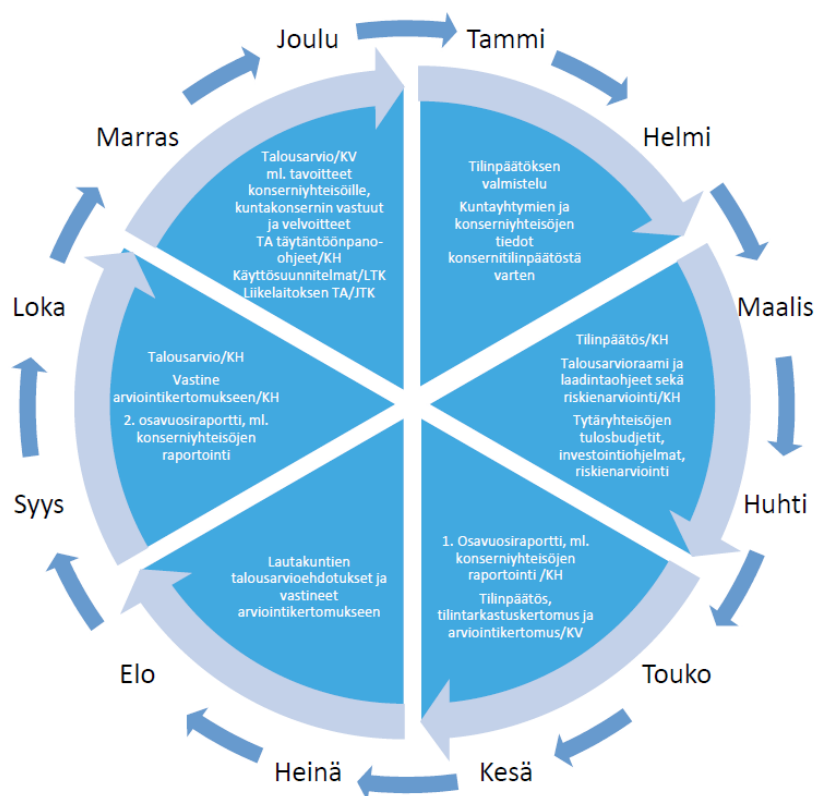 Joulu
Tammi
Marras
Helmi
Talousarvio/KV
ml. tavoitteet
konserniyhteisöille,
kuntakonsernin vastuut
ja velvoitteet
TA täytäntöönpano-
ohjeet/KH
Käyttösuunnitelmat/LTK
Liikelaitoksen TA/JTK
Tilinpäätöksen
valmistelu
Kuntayhtymien ja
konserniyhteisöjen
tiedot
konsernitilinpäätöstä
varten
Loka
Maalis
Talousarvio/KH
Vastine
arviointikertomukseen/KH
2. osavuosiraportti, ml.
konserniyhteisöjen
raportointi
Tilinpäätös/KH
Talousarvioraami ja
laadintaohjeet sekä
riskienarviointi/KH
Tytäryhteisöjen
tulosbudjetit,
investointiohjelmat,
riskienarviointi
Syys
Huhti
Lautakuntien
talousarvioehdotukset ja
vastineet
arviointikertomukseen
1. Osavuosiraportti, ml.
konserniyhteisöjen
raportointi /KH
Tilinpäätös,
tilintarkastuskertomus ja
arviointikertomus/KV
Elo
Touko
Heinä
Kesä